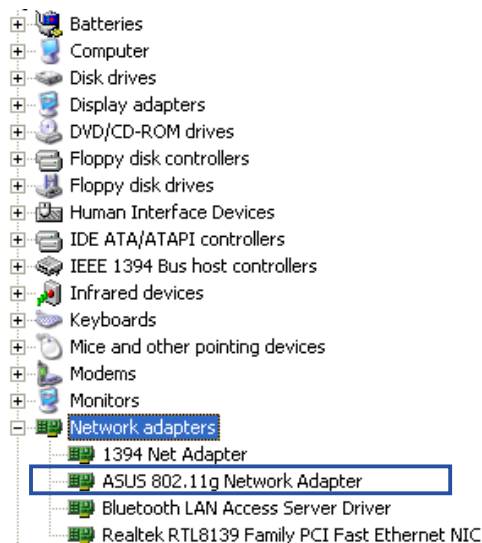 Batteries
Computer
Disk drives
Display adapters
DVD/CD-ROM drives
Floppy disk controllers
Floppy disk drives
Human Interface Devices
IDE ATA/ATAPI controllers
IEEE 1394 Bus host controllers
Infrared devices
Keyboards
Mice and other pointing devices
Modems
Monitors
Network adapters
1394 Net Adapter
ASUS 802.11g Network Adapter
Bluetooth LAN Access Server Driver
Realtek RTL8139 Family PCI Fast Ethernet NIC